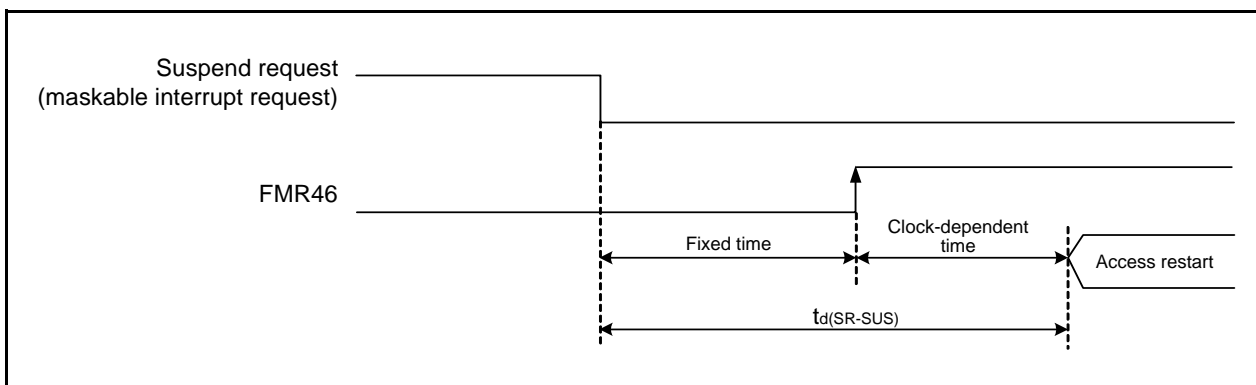 Suspend request
(maskable interrupt request)
FMR46
Fixed time
Clock-dependent
time
Access restart
td(SR-SUS)